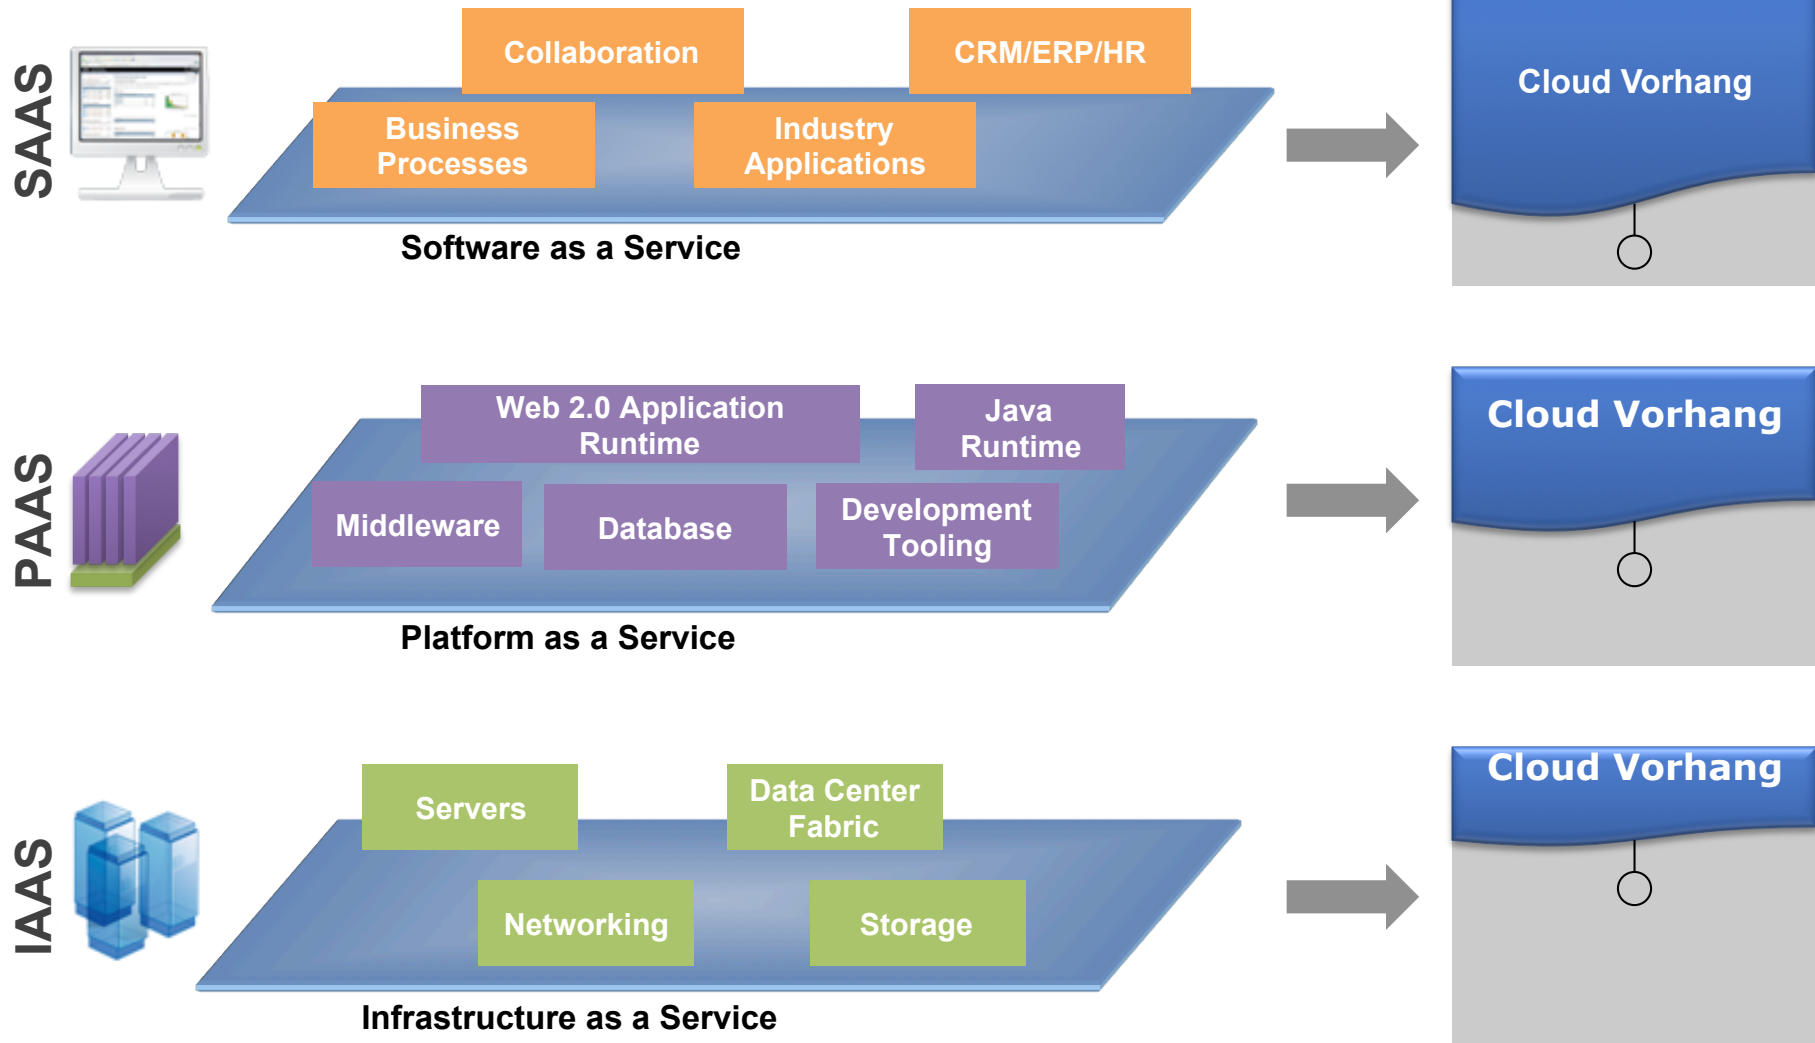 SAAS
Collaboration
CRM/ERP/HR
Business
Processes
Industry
Applications
Software as a Service
Cloud Vorhang
PAAS
Web 2.0 Application
Runtime
Java
Runtime
Middleware
Database
Development
Tooling
Platform as a Service
Cloud Vorhang
IAAS
Servers
Data Center
Fabric
Networking
Storage
Infrastructure as a Service
Cloud Vorhang